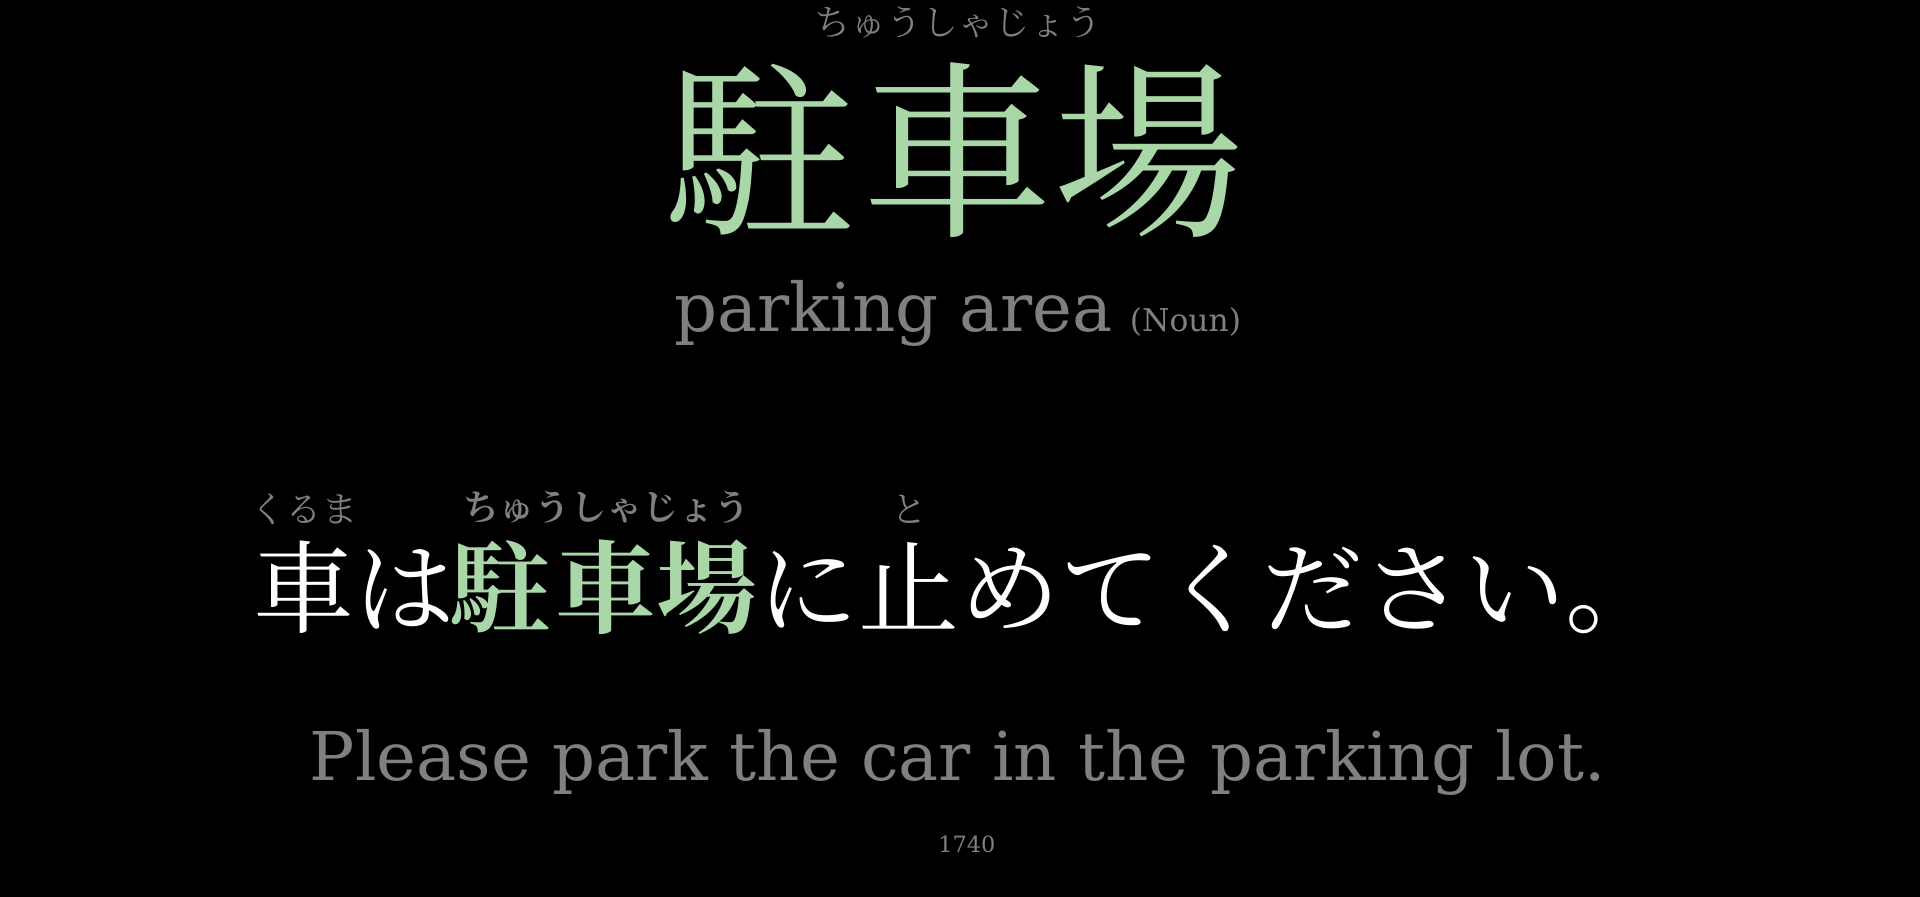 ちゅうしゃじょう
駐車場
parking area (Noun)
くるま ちゅうしゃじょう と
車は駐車場に止めてください。
Please park the car in the parking lot.
1740